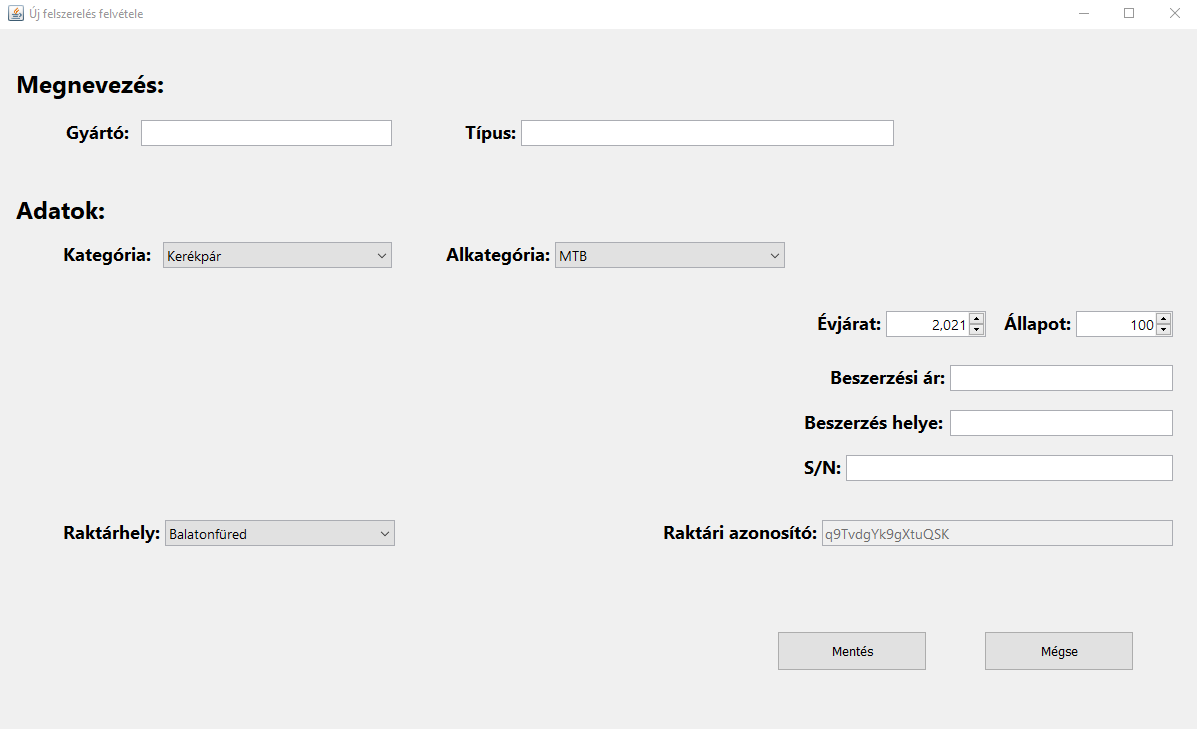 Új felszerelés felvétele
Megnevezés:
Gyártó: Típus:
Adatok:
Kategória: Kerékpár Alkategória: MTB
Évjárat: 2,021 Állapot: 100
Beszerzési ár:
Beszerzés helye:
S/N:
Raktárhely: Balatonfüred Raktári azonosító: q9TvdgYk9gXtuQSK
Mentés Mégse